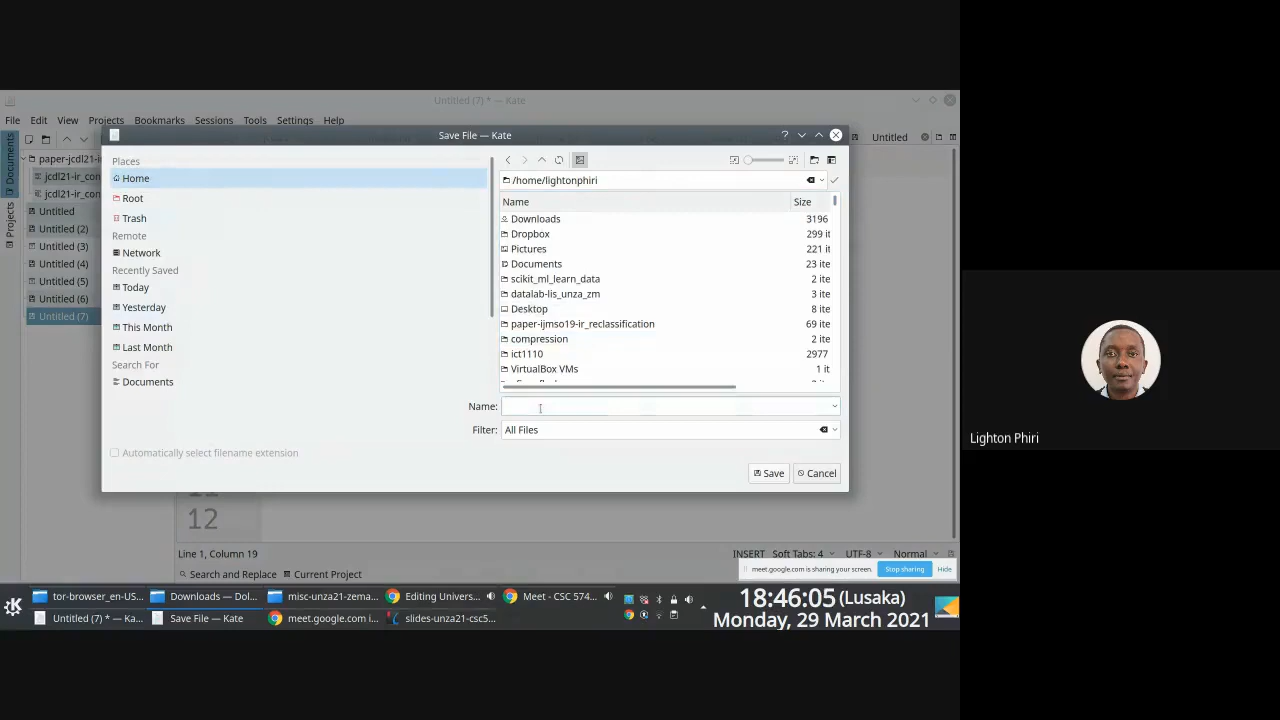 Untitled (7) * — Kate
File Edit View Projects Bookmarks Sessions Tools Settings Help
Save File — Kate
Untitled
Documents
Projects
paper-jcdl21-i
jcdl21-ir_con
jcdl21-ir_con
Untitled
Untitled (2)
Untitled (3)
Untitled (4)
Untitled (5)
Untitled (6)
Untitled (7)
Places
Home
Root
Trash
Remote
Network
Recently Saved
Today
Yesterday
This Month
Last Month
Search For
Documents
/home/lightonphiri
Name Size
Downloads 3196
Dropbox 299 it
Pictures 221 it
Documents 23 ite
scikit_ml_learn_data 2 ite
datalab-lis_unza_zm 3 ite
Desktop 8 ite
paper-ijmso19-ir_reclassification 69 ite
compression 2 ite
ict1110 2977
VirtualBox VMs 1 it
Name:
Filter: All Files
Automatically select filename extension
Save Cancel
12
Line 1, Column 19 INSERT Soft Tabs: 4 UTF-8 Normal
Search and Replace Current Project
meet.google.com is sharing your screen. Stop sharing Hide
tor-browser_en-US... Downloads — Dol... misc-unza21-zema... Editing Univers... Meet - CSC 574...
Untitled (7) * — Ka... Save File — Kate meet.google.com i... slides-unza21-csc5...
18:46:05 (Lusaka)
Monday, 29 March 2021
Lighton Phiri